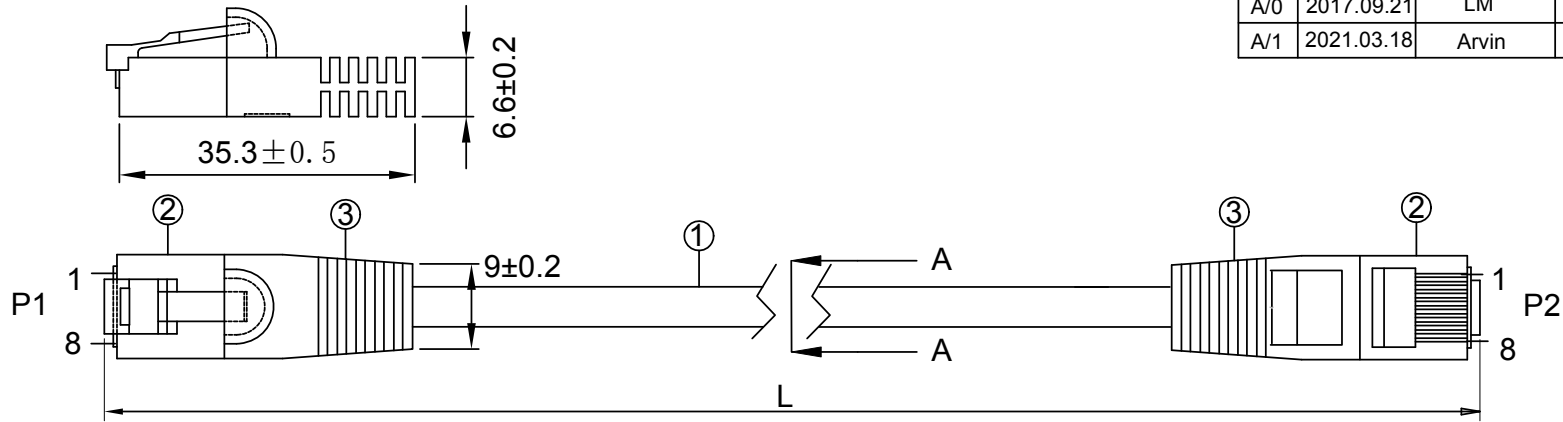 A/0 2017.09.21 LM
A/1 2021.03.18 Arvin
6.6±0.2
35.3±0.5
② ③ ① ③ ②
9±0.2
A
1 1
P1 P2
8 8
A
L